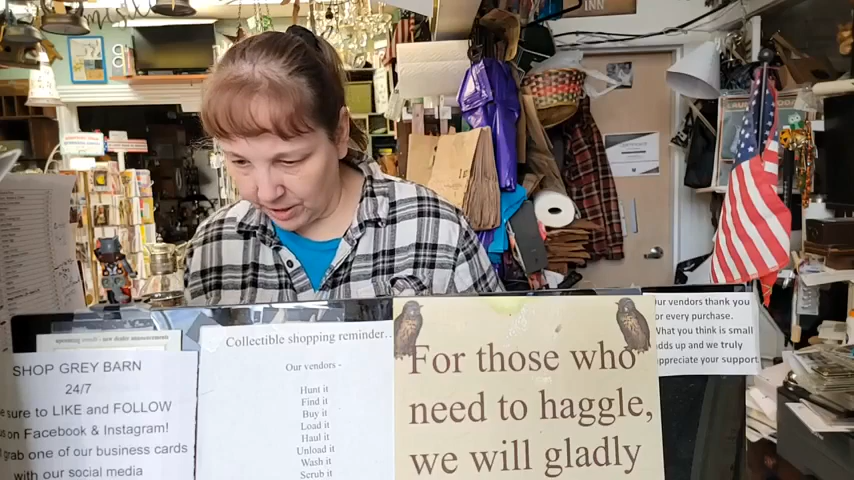 INN
SHOP GREY BARN
24/7
e sure to LIKE and FOLLOW
us on Facebook & Instagram!
grab one of our business cards
with our social media
Collectible shopping reminder..
Our vendors -
Hunt it
Find it
Buy it
Load it
Haul it
Unload it
Wash it
Scrub it
For those who
need to haggle,
we will gladly
ur vendors thank you
or every purchase.
What you think is small
dds up and we truly
ppreciate your support